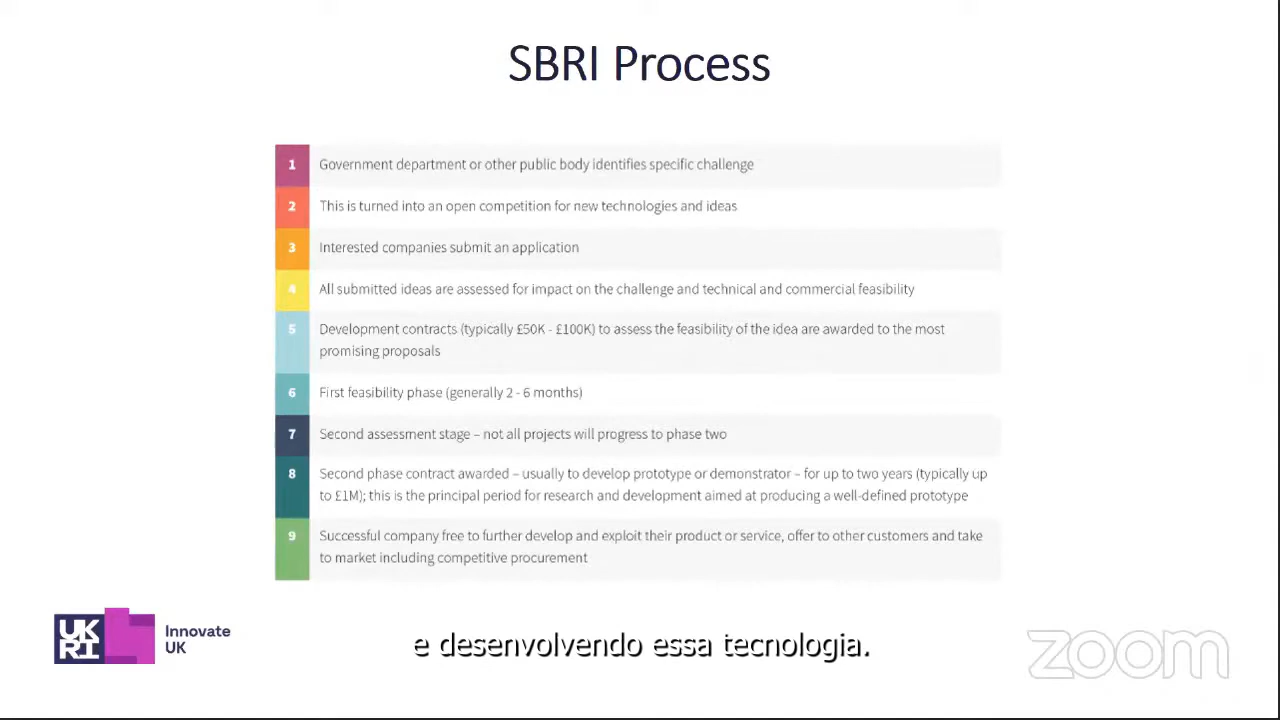 SBRI Process
1 Government department or other public body identifies specific challenge
2 This is turned into an open competition for new technologies and ideas
3 Interested companies submit an application
4 All submitted ideas are assessed for impact on the challenge and technical and commercial feasibility
5 Development contracts (typically £50K - £100K) to assess the feasibility of the idea are awarded to the most
promising proposals
6 First feasibility phase (generally 2 - 6 months)
7 Second assessment stage – not all projects will progress to phase two
8 Second phase contract awarded – usually to develop prototype or demonstrator – for up to two years (typically up
to £1M); this is the principal period for research and development aimed at producing a well-defined prototype
9 Successful company free to further develop and exploit their product or service, offer to other customers and take
to market including competitive procurement
UK
RI
Innovate
UK
e desenvolvendo essa tecnologia.
zoom